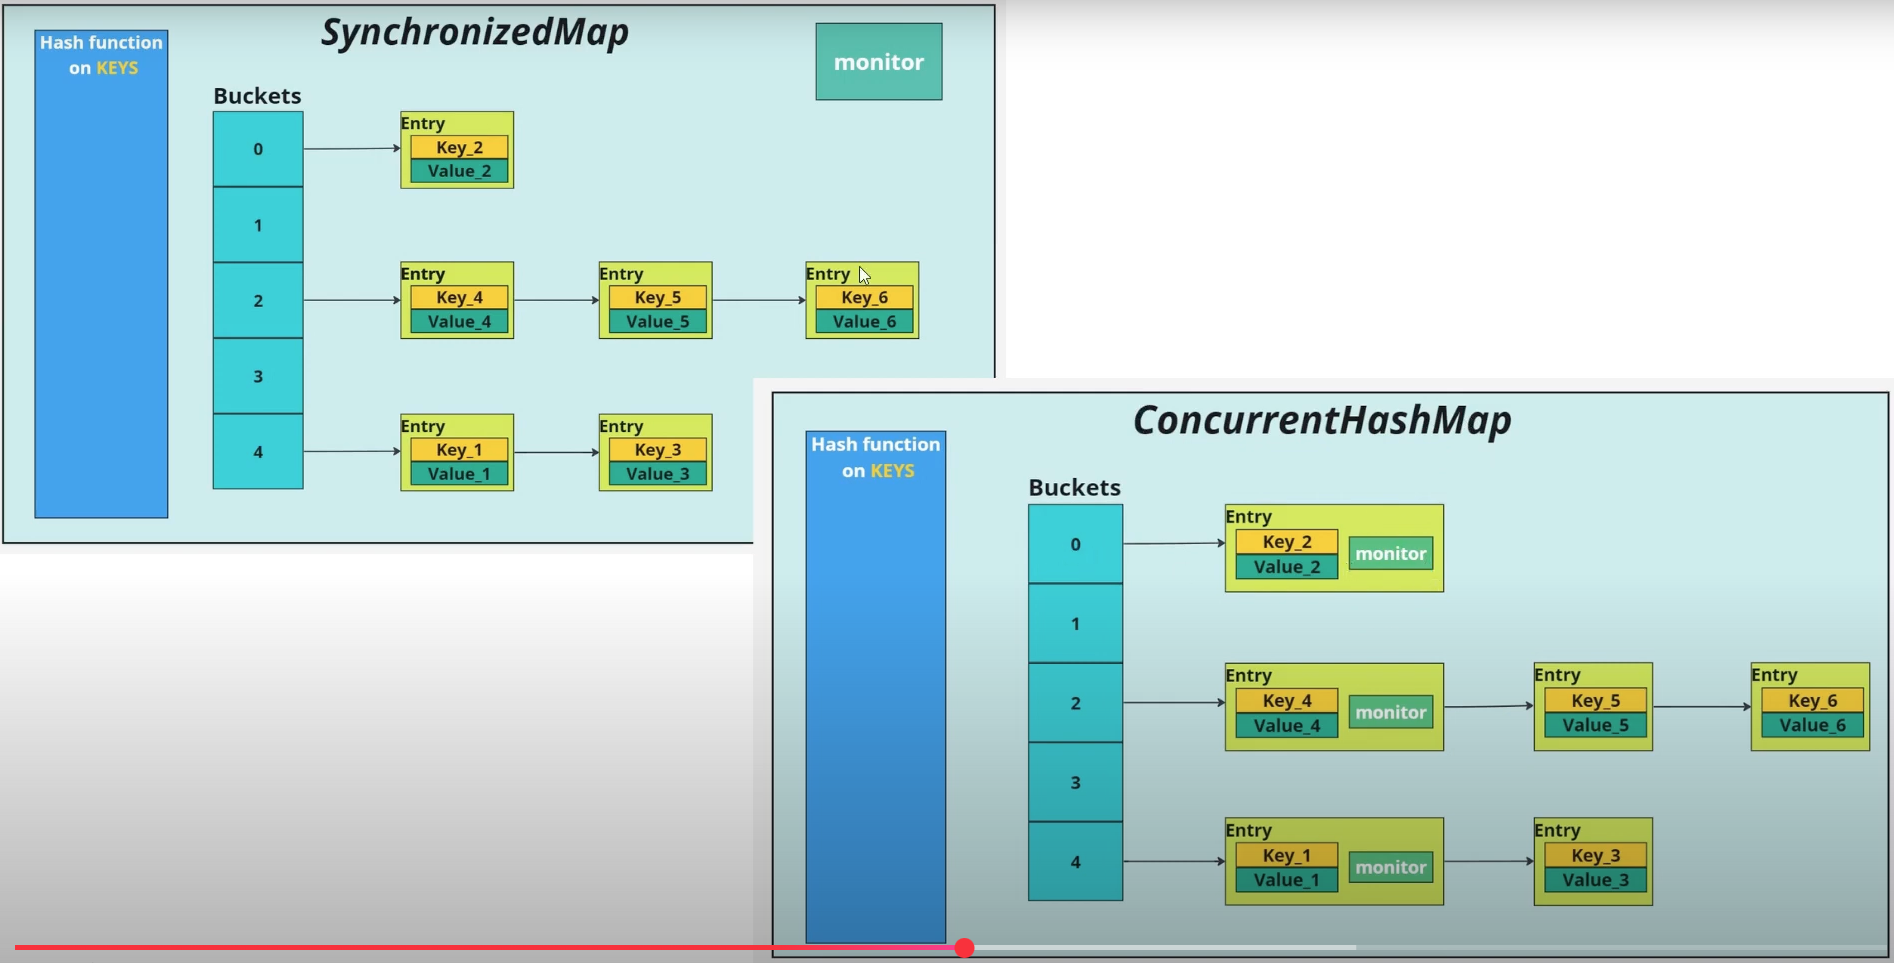 SynchronizedMap
Hash function
on KEYS
monitor
Buckets
0
Entry
Key_2
Value_2
1
2
Entry
Key_4
Value_4
Entry
Key_5
Value_5
Entry
Key_6
Value_6
3
4
Entry
Key_1
Value_1
Entry
Key_3
Value_3
ConcurrentHashMap
Hash function
on KEYS
Buckets
0
Entry
Key_2
Value_2
monitor
1
2
Entry
Key_4
Value_4
monitor
Entry
Key_5
Value_5
Entry
Key_6
Value_6
3
4
Entry
Key_1
Value_1
monitor
Entry
Key_3
Value_3